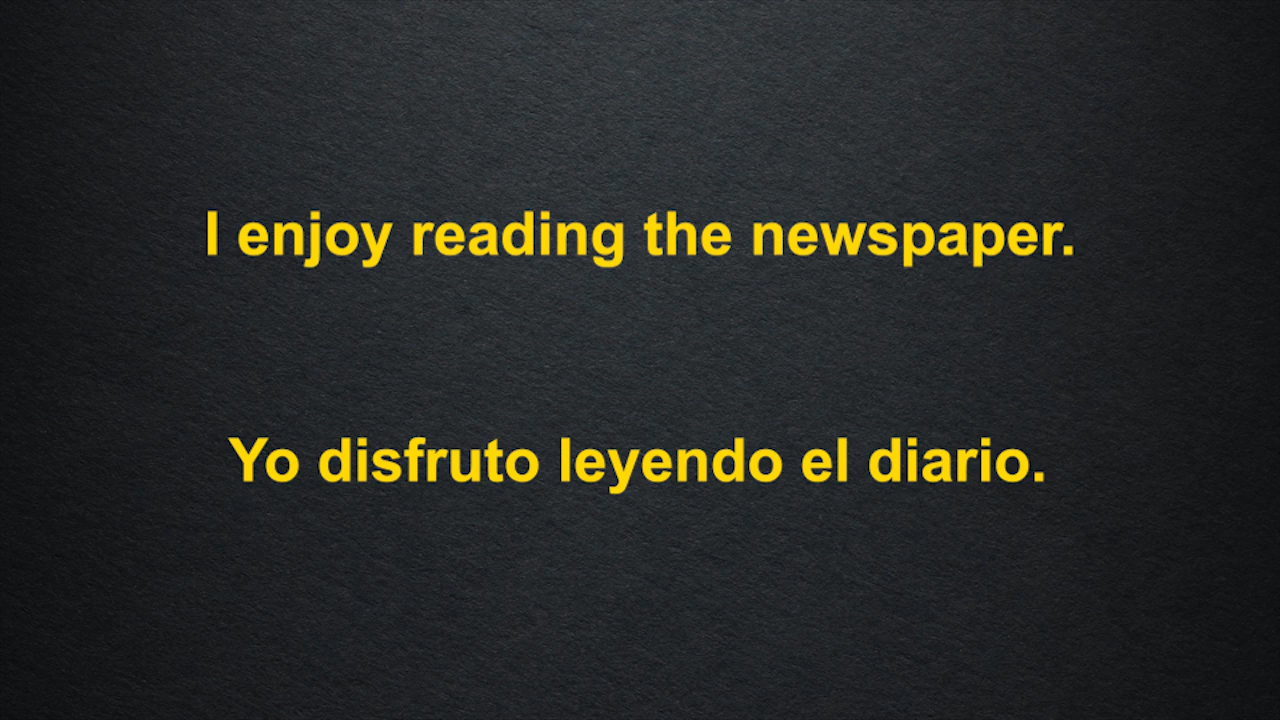 I enjoy reading the newspaper.
Yo disfruto leyendo el diario.